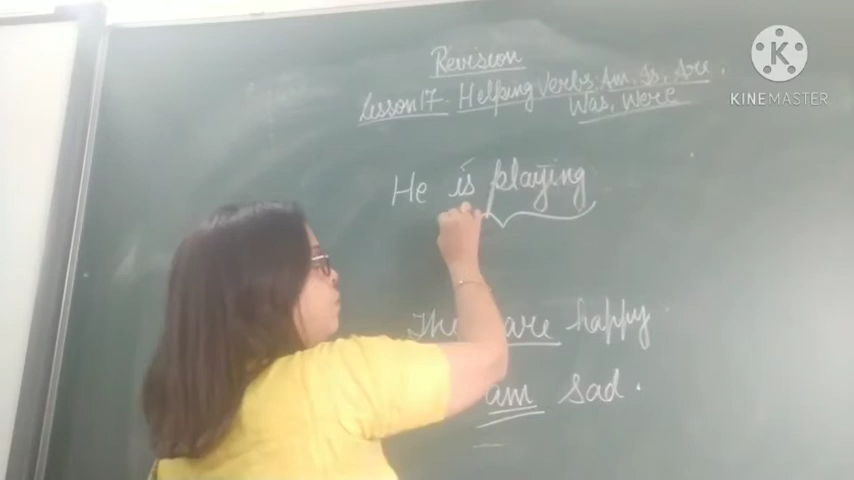 Revision
Lesson 17- Helping Verbs: Am, Is, Are,
Was, Were
He is playing
are happy
am sad.
K
KINEMASTER